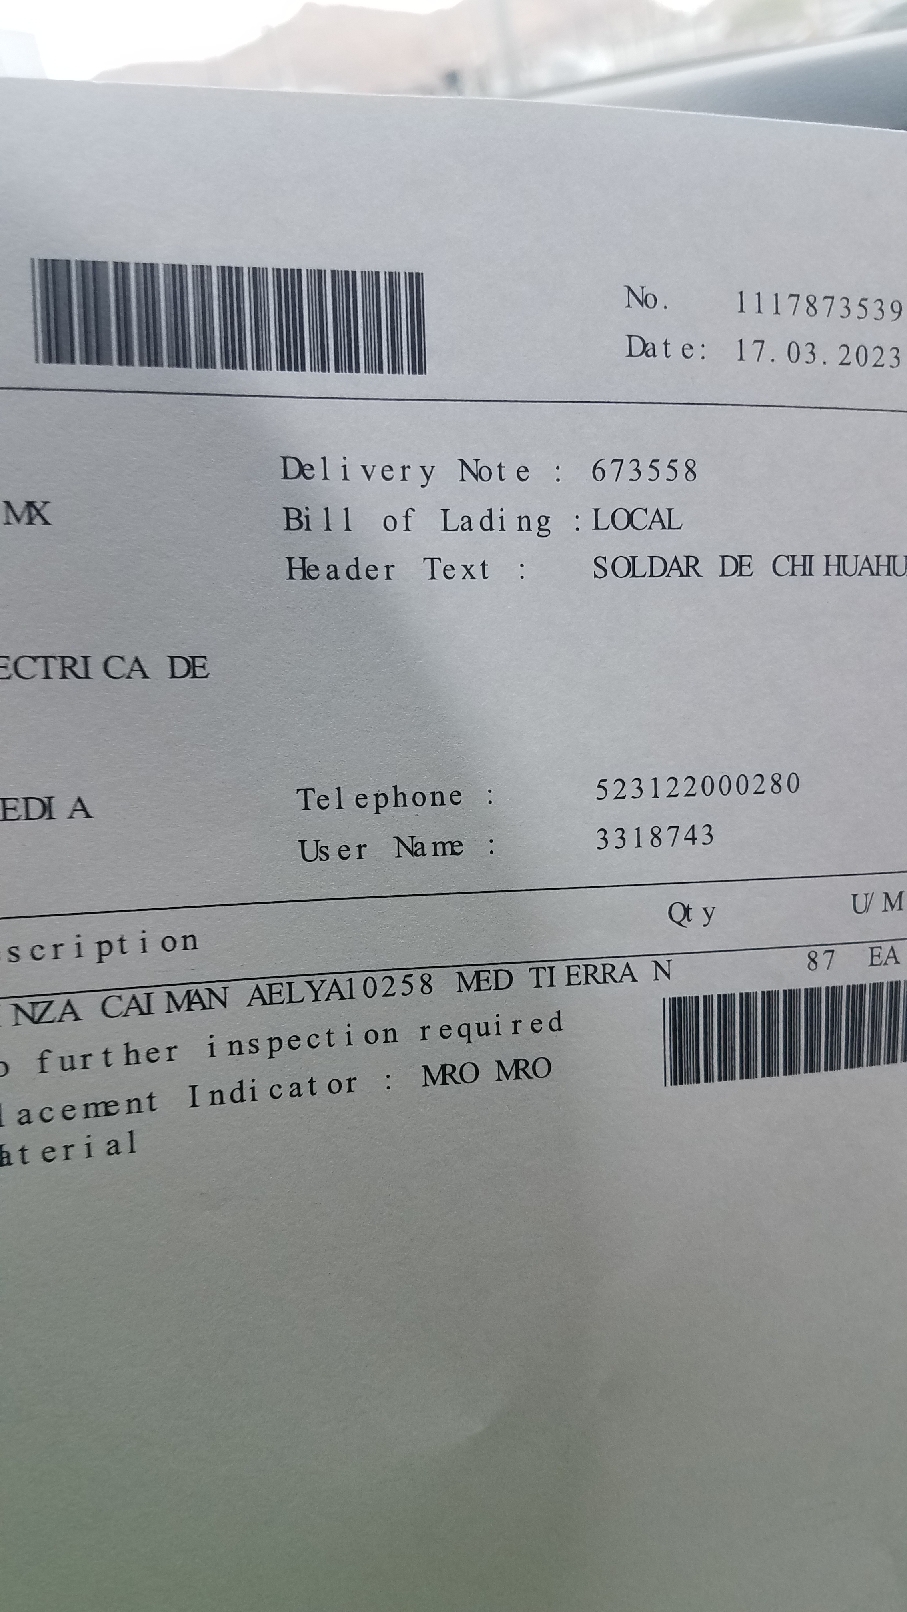 No. 1117873539
Date: 17.03.2023
Delivery Note : 673558
MX
Bill of Lading : LOCAL
Header Text : SOLDAR DE CHIHUAHU
ECTRICA DE
Telephone : 523122000280
EDIA
User Name : 3318743
Qty U/M
scription
NZA CAIMAN AELYA10258 MED TIERRA N 87 EA
o further inspection required
lacement Indicator : MRO MRO
aterial